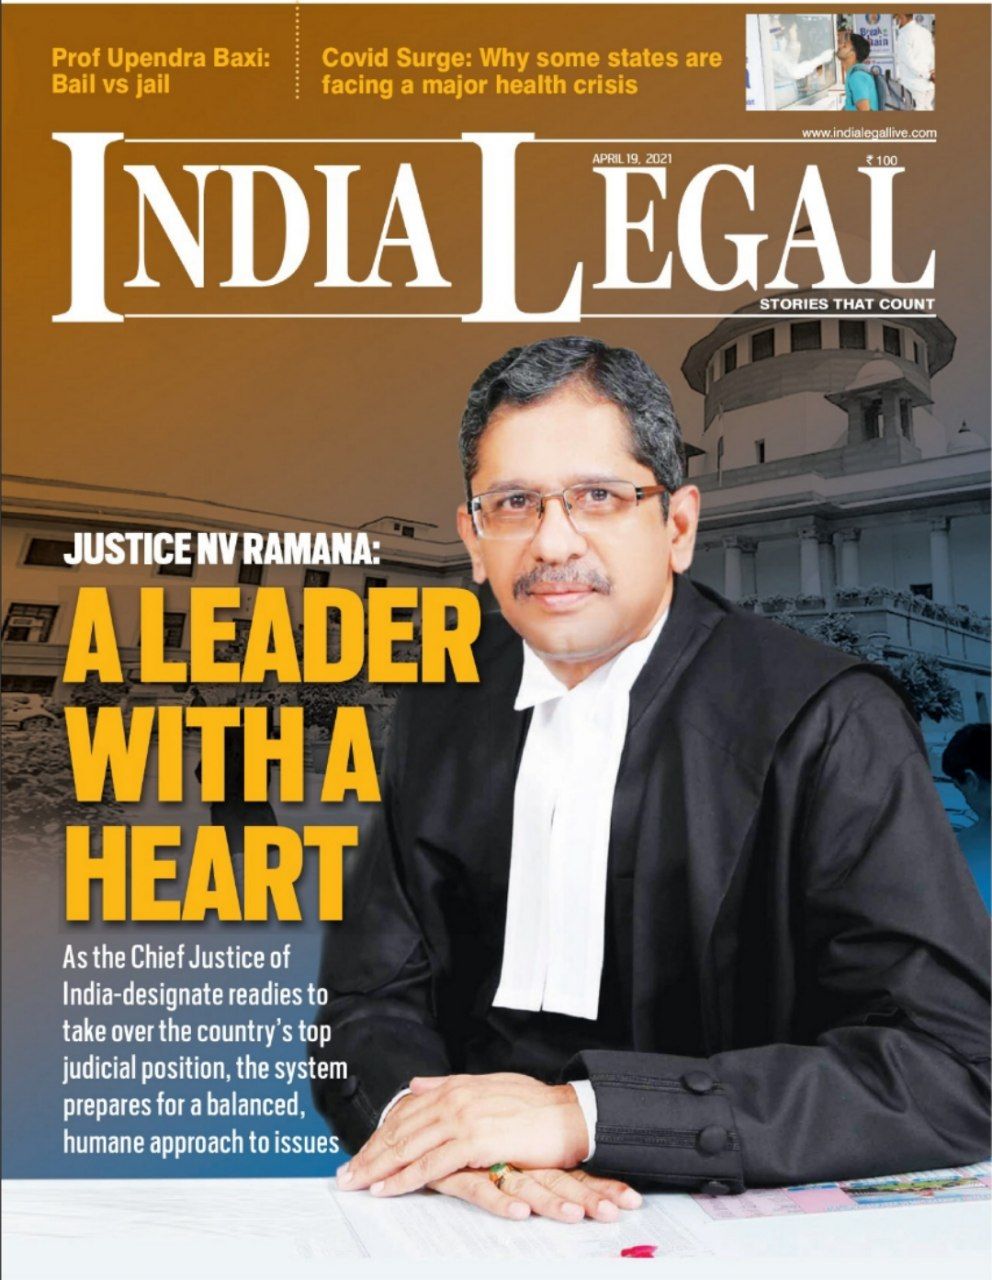 Prof Upendra Baxi:
Bail vs jail
Covid Surge: Why some states are
facing a major health crisis
Break
Chain
www.indialegallive.com
APRIL 19, 2021
₹ 100
INDIA LEGAL
STORIES THAT COUNT
JUSTICE NV RAMANA:
A LEADER
WITH A
HEART
As the Chief Justice of
India-designate readies to
take over the country's top
judicial position, the system
prepares for a balanced,
humane approach to issues